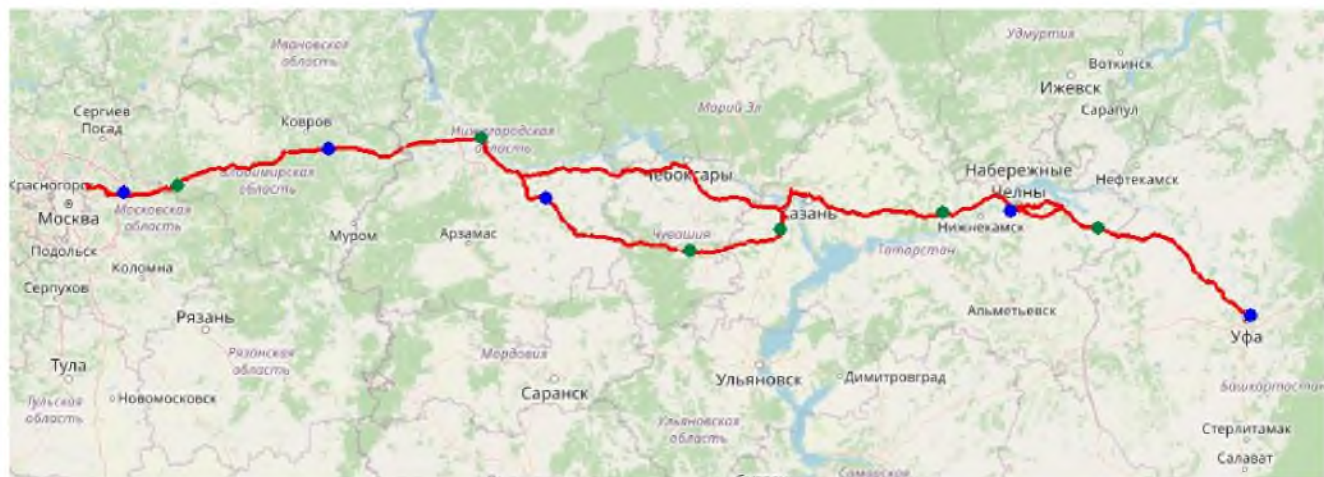 Удмуртия
Воткинск
Ивановская
область
Ижевск
Сергиев
Посад
Марий Эл
Сарапул
Ковров
Нижегородская
область
Набережные
Челны
Нефтекамск
Красногорс
Владимирская
область
Чебоксары
Москва
Московская
область
Казань
Нижнекамск
Муром
Арзамас
Чувашия
Татарстан
Подольск
Коломна
Серпухов
Рязань
Альметьевск
Уфа
Тула
Рязанская
область
Мордовия
Саранск
Ульяновск
Димитровград
Башкортостан
Новомосковск
Тульская
область
Ульяновская
область
Стерлитамак
Салават
Самарская